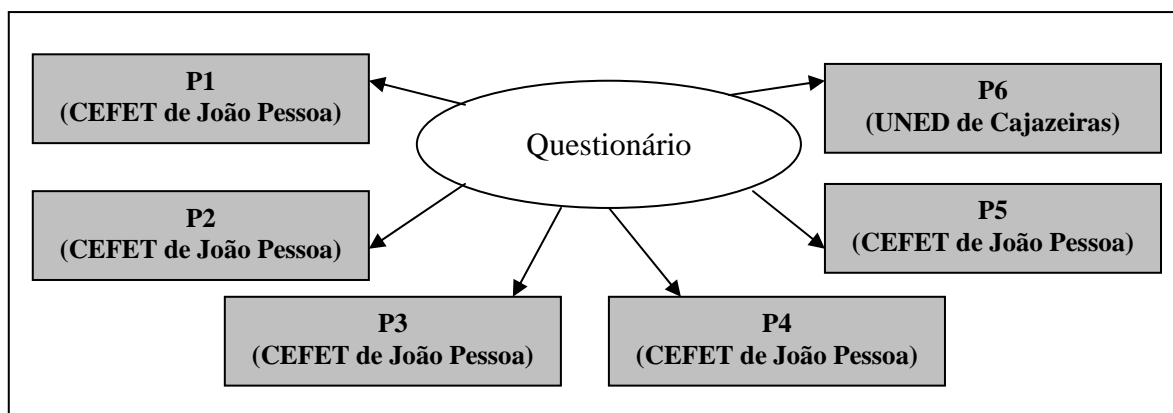 P1
(CEFET de João Pessoa)
P6
(UNED de Cajazeiras)
Questionário
P2
(CEFET de João Pessoa)
P5
(CEFET de João Pessoa)
P3
(CEFET de João Pessoa)
P4
(CEFET de João Pessoa)